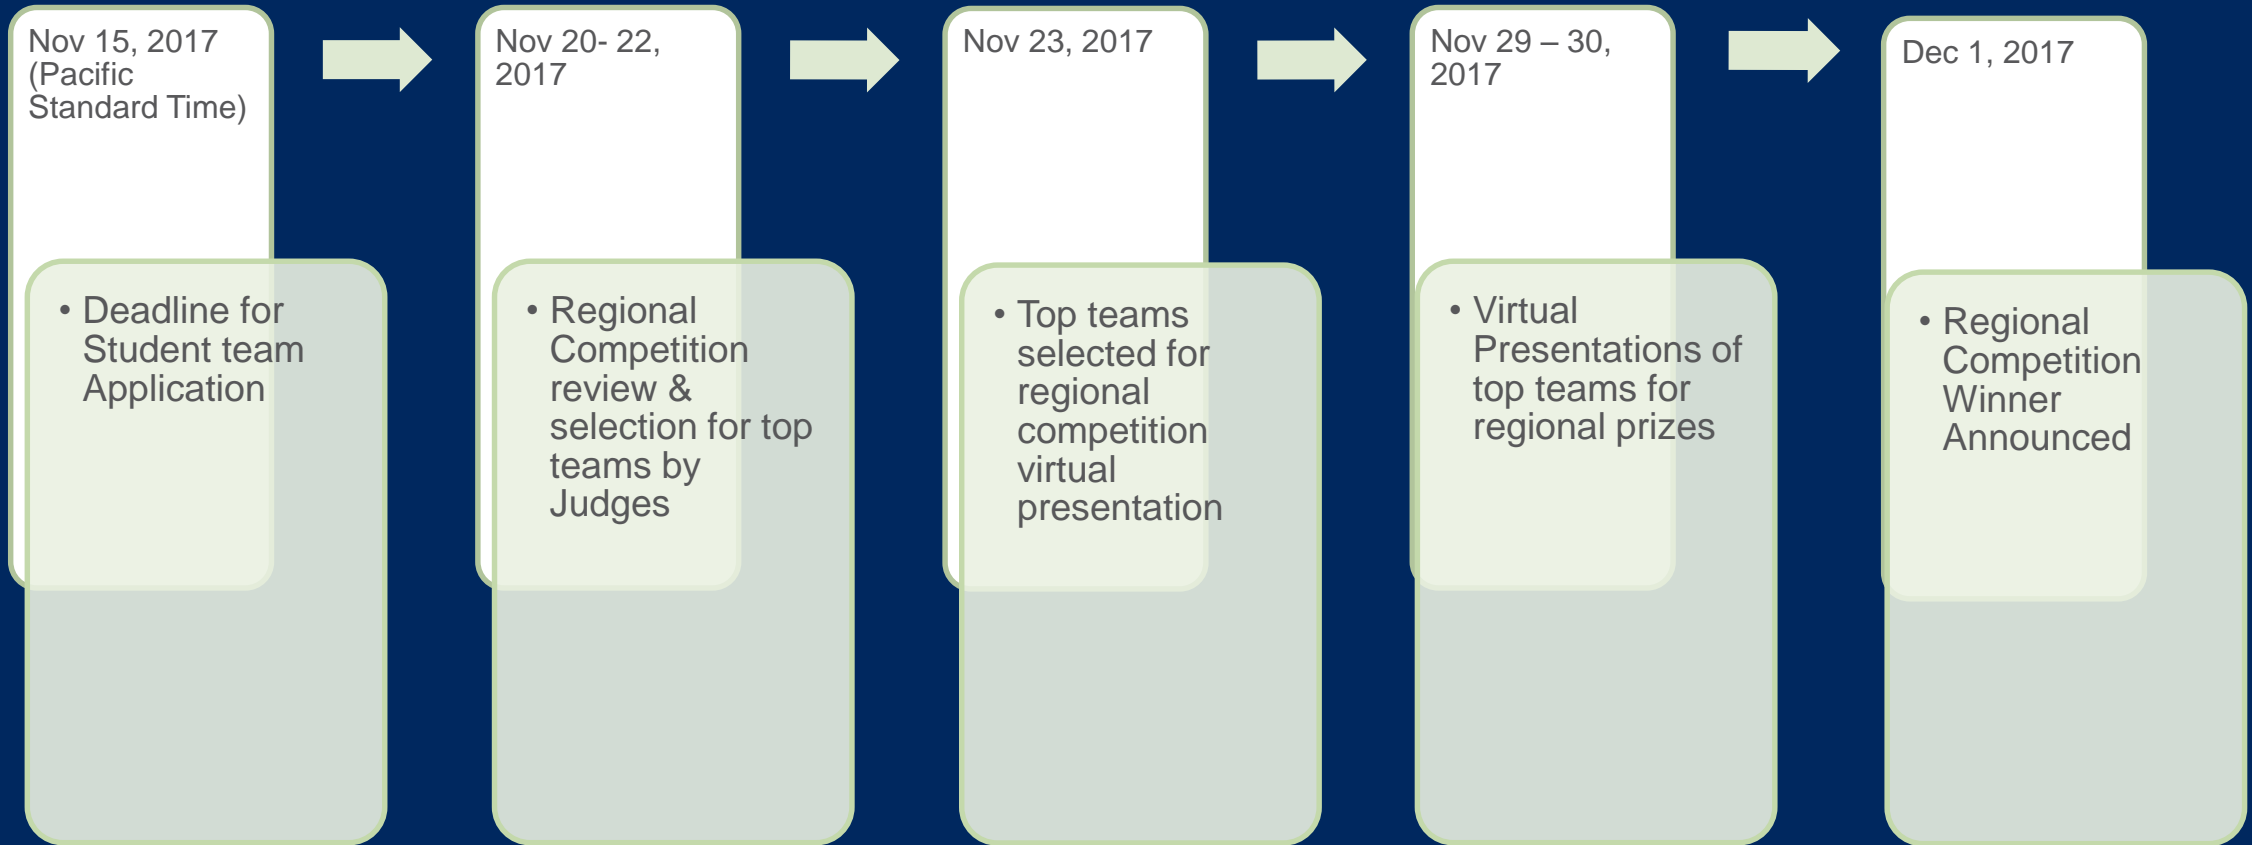 Nov 15, 2017
(Pacific
Standard Time)
• Deadline for
Student team
Application
Nov 20- 22,
2017
• Regional
Competition
review &
selection for top
teams by
Judges
Nov 23, 2017
• Top teams
selected for
regional
competition
virtual
presentation
Nov 29 – 30,
2017
• Virtual
Presentations of
top teams for
regional prizes
Dec 1, 2017
• Regional
Competition
Winner
Announced